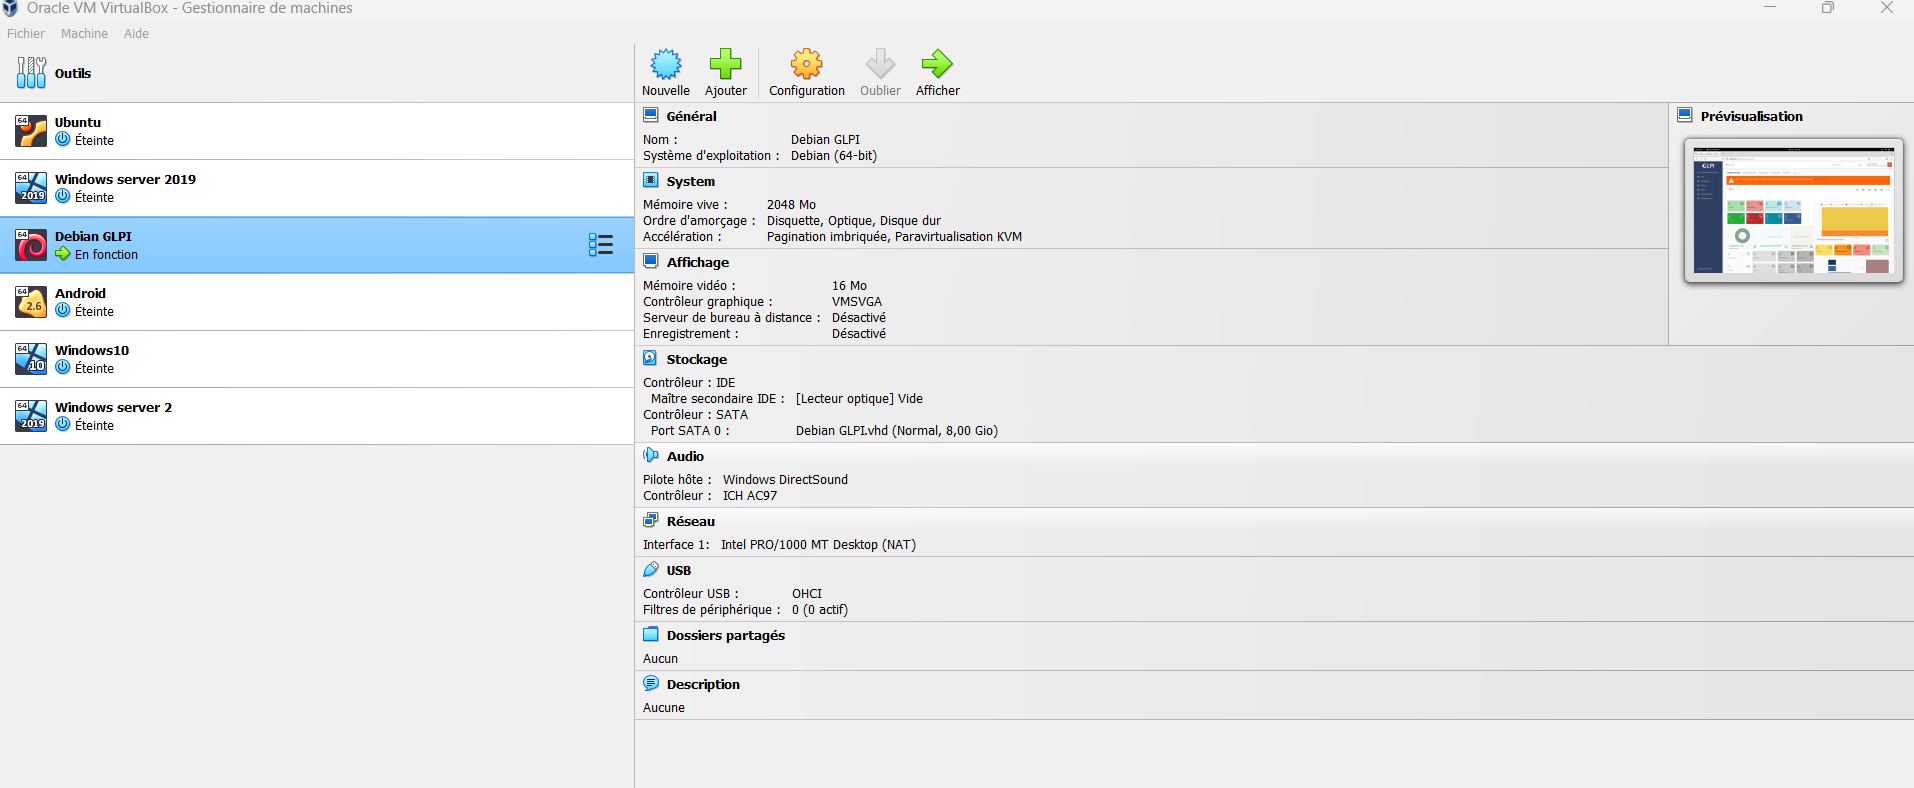 Oracle VM VirtualBox - Gestionnaire de machines
Fichier Machine Aide
Outils
Nouvelle Ajouter Configuration Oublier Afficher
64
Ubuntu
Éteinte
64
2019
Windows server 2019
Éteinte
64
Debian GLPI
En fonction
64
2.6
Android
Éteinte
64
10
Windows10
Éteinte
64
2019
Windows server 2
Éteinte
Général
Nom : Debian GLPI
Système d'exploitation : Debian (64-bit)
System
Mémoire vive : 2048 Mo
Ordre d'amorçage : Disquette, Optique, Disque dur
Accélération : Pagination imbriquée, Paravirtualisation KVM
Affichage
Mémoire vidéo : 16 Mo
Contrôleur graphique : VMSVGA
Serveur de bureau à distance : Désactivé
Enregistrement : Désactivé
Prévisualisation
GLPI
Stockage
Contrôleur : IDE
Maître secondaire IDE : [Lecteur optique] Vide
Contrôleur : SATA
Port SATA 0 : Debian GLPI.vhd (Normal, 8,00 Gio)
Audio
Pilote hôte : Windows DirectSound
Contrôleur : ICH AC97
Réseau
Interface 1: Intel PRO/1000 MT Desktop (NAT)
USB
Contrôleur USB : OHCI
Filtres de périphérique : 0 (0 actif)
Dossiers partagés
Aucun
Description
Aucune